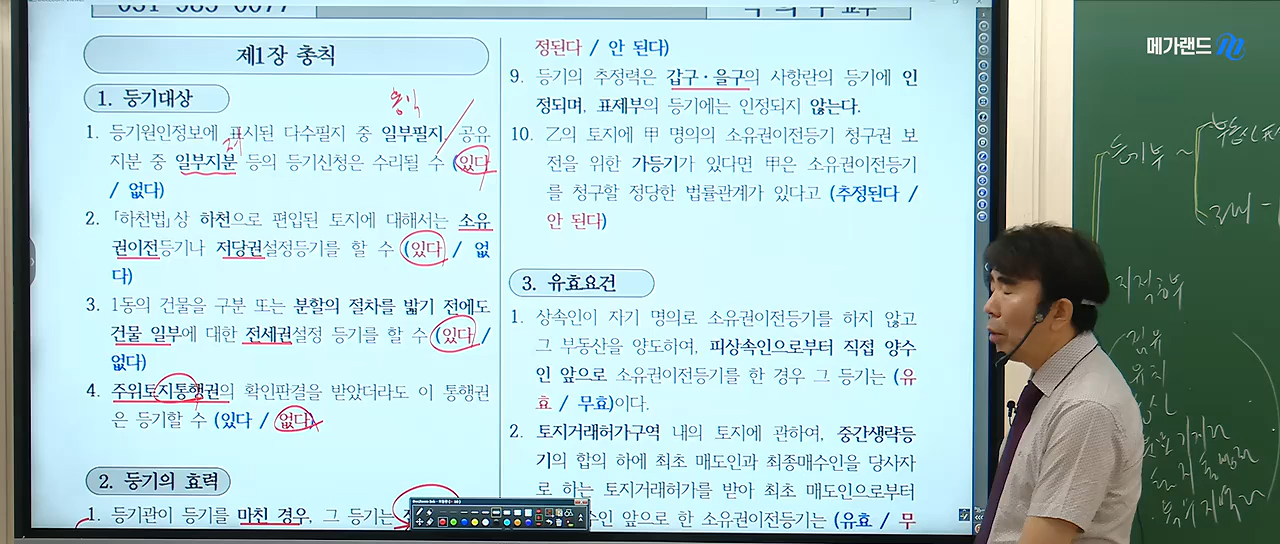 제1장 총칙
1. 등기대상
1. 등기원인정보에 표시된 다수필지 중 일부필지, 공유
지분 중 일부지분 등의 등기신청은 수리될 수 (있다
/ 없다)
2. 「하천법」상 하천으로 편입된 토지에 대해서는 소유
권이전등기나 저당권설정등기를 할 수 (있다 / 없
다)
3. 1동의 건물을 구분 또는 분할의 절차를 밟기 전에도
건물 일부에 대한 전세권설정 등기를 할 수 (있다 /
없다)
4. 주위토지통행권의 확인판결을 받았더라도 이 통행권
은 등기할 수 (있다 / 없다)
2. 등기의 효력
1. 등기관이 등기를 마친 경우, 그 등기는
정된다 / 안 된다)
9. 등기의 추정력은 갑구·을구의 사항란의 등기에 인
정되며, 표제부의 등기에는 인정되지 않는다.
10. 乙의 토지에 甲 명의의 소유권이전등기 청구권 보
전을 위한 가등기가 있다면 甲은 소유권이전등기
를 청구할 정당한 법률관계가 있다고 (추정된다 /
안 된다)
3. 유효요건
1. 상속인이 자기 명의로 소유권이전등기를 하지 않고
그 부동산을 양도하여, 피상속인으로부터 직접 양수
인 앞으로 소유권이전등기를 한 경우 그 등기는 (유
효 / 무효)이다.
2. 토지거래허가구역 내의 토지에 관하여, 중간생략등
기의 합의 하에 최초 매도인과 최종매수인을 당사자
로 하는 토지거래허가를 받아 최초 매도인으로부터
수인 앞으로 한 소유권이전등기는 (유효 / 무
메가랜드
등기부 ~
지적공부